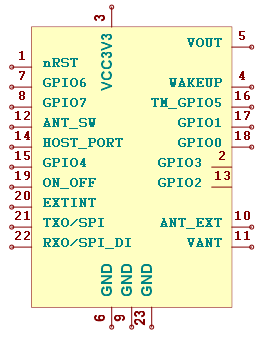 3
VCC3V3
VOUT 5
1 nRST
7 GPIO6
WAKEUP 4
8 GPIO7
TM_GPIO5 16
12 ANT_SW
GPIO1 17
14 HOST_PORT
GPIO0 18
15 GPIO4
GPIO3 2
19 ON_OFF
GPIO2 13
20 EXTINT
21 TXO/SPI
ANT_EXT 10
22 RXO/SPI_DI
VANT 11
GND GND GND
6 9 23